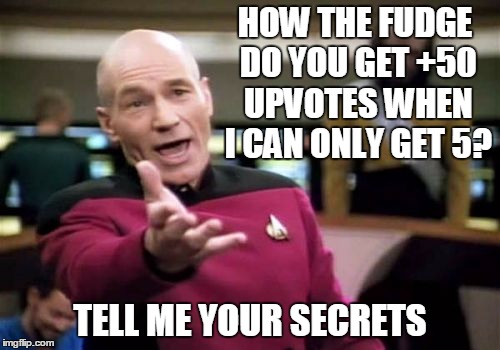 HOW THE FUDGE
DO YOU GET +50
UPVOTES WHEN
I CAN ONLY GET 5?
TELL ME YOUR SECRETS
imgflip.com